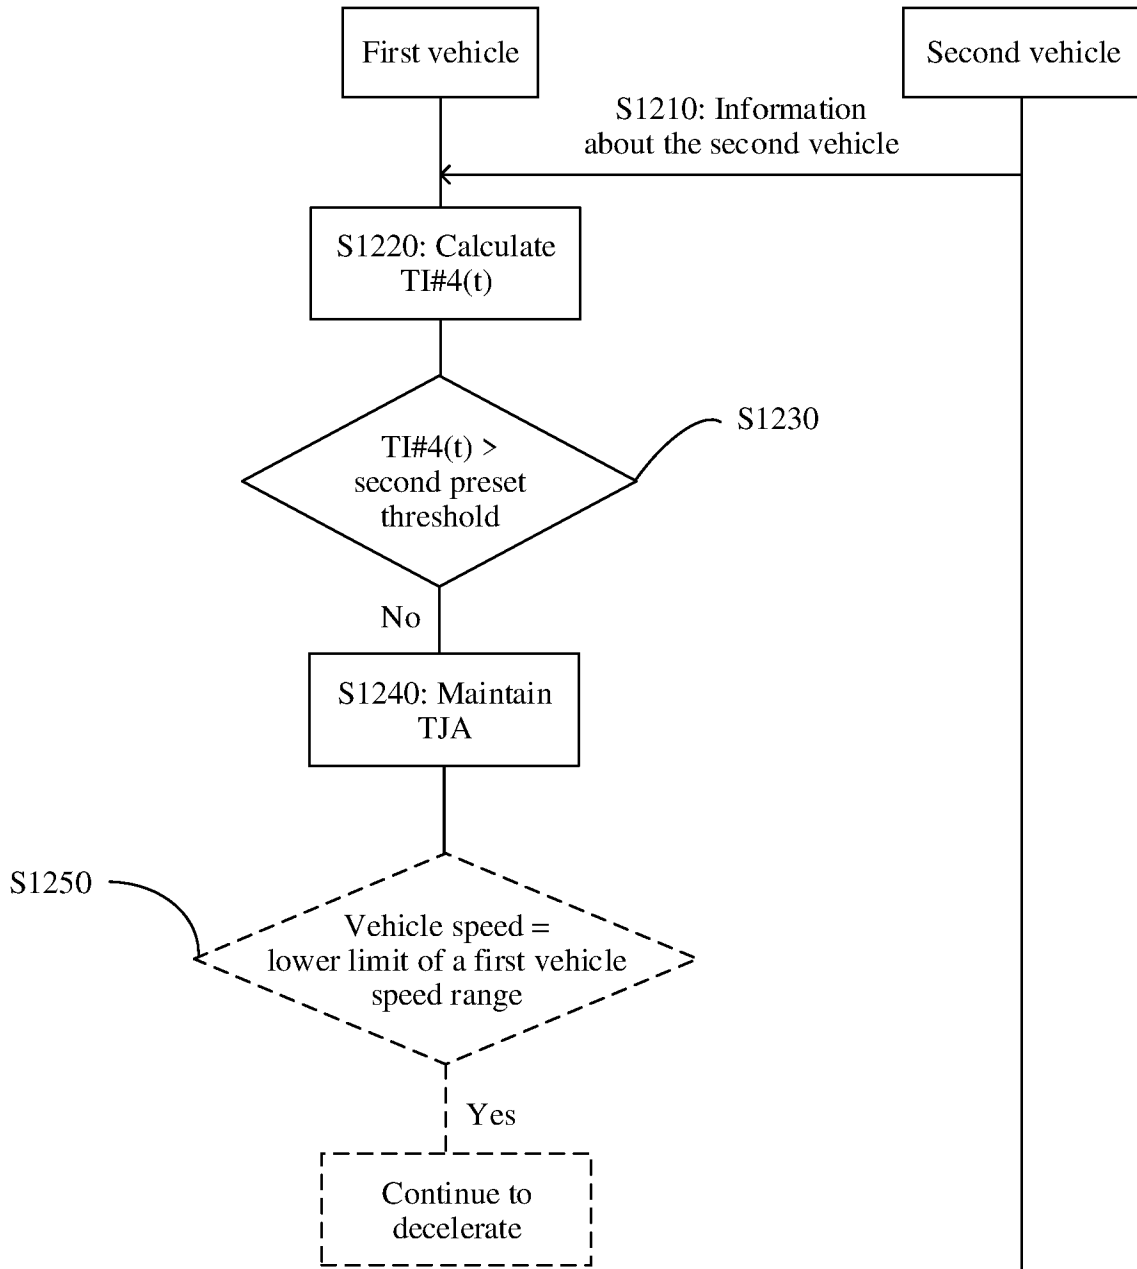 First vehicle
Second vehicle
S1210: Information
about the second vehicle
S1220: Calculate
TI#4(t)
S1230
TI#4(t) >
second preset
threshold
No
S1240: Maintain
TJA
S1250
Vehicle speed =
lower limit of a first vehicle
speed range
Yes
Continue to
decelerate